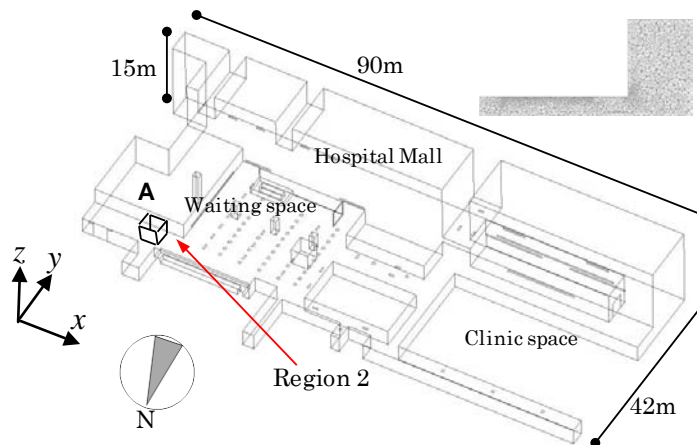 15m
90m
Hospital Mall
A
Waiting space
z
y
x
Clinic space
Region 2
N
42m